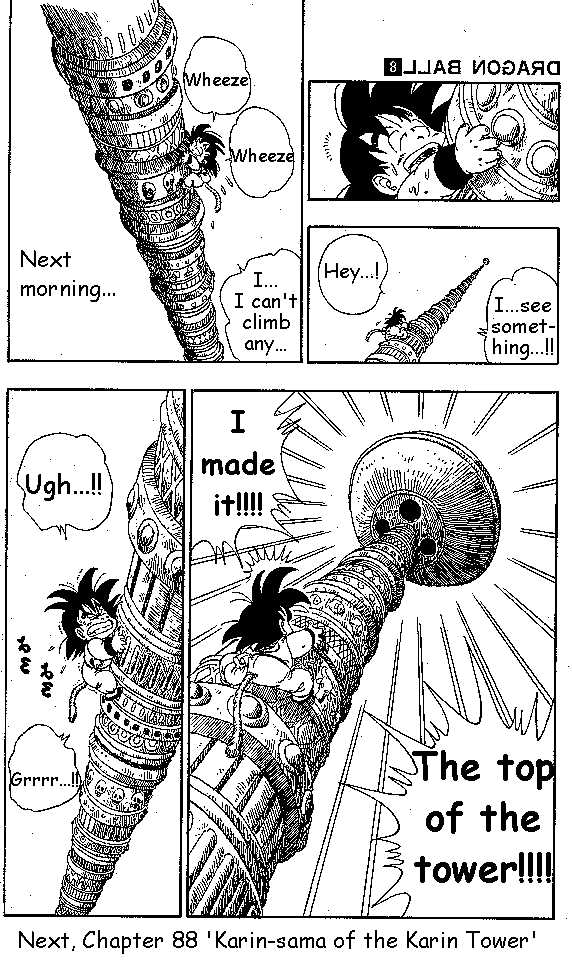 DRAGON BALL 8
Wheeze
Wheeze
Next
morning...
I...
I can't
climb
any...
Hey...!
I...see
somet-
hing...!!
Ugh...!!
Grrrr...!!
I
made
it!!!!
The top
of the
tower!!!!
Next, Chapter 88 'Karin-sama of the Karin Tower'